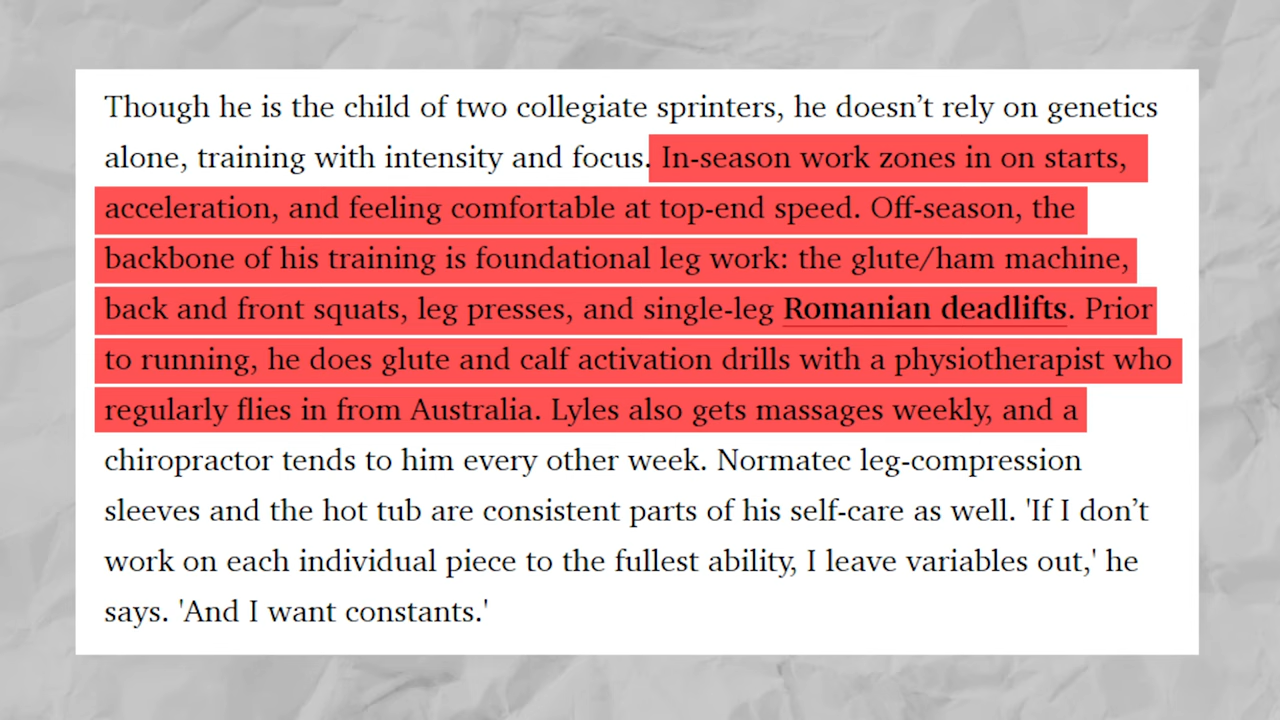 Though he is the child of two collegiate sprinters, he doesn’t rely on genetics
alone, training with intensity and focus. In-season work zones in on starts,
acceleration, and feeling comfortable at top-end speed. Off-season, the
backbone of his training is foundational leg work: the glute/ham machine,
back and front squats, leg presses, and single-leg Romanian deadlifts. Prior
to running, he does glute and calf activation drills with a physiotherapist who
regularly flies in from Australia. Lyles also gets massages weekly, and a
chiropractor tends to him every other week. Normatec leg-compression
sleeves and the hot tub are consistent parts of his self-care as well. 'If I don’t
work on each individual piece to the fullest ability, I leave variables out,' he
says. 'And I want constants.'